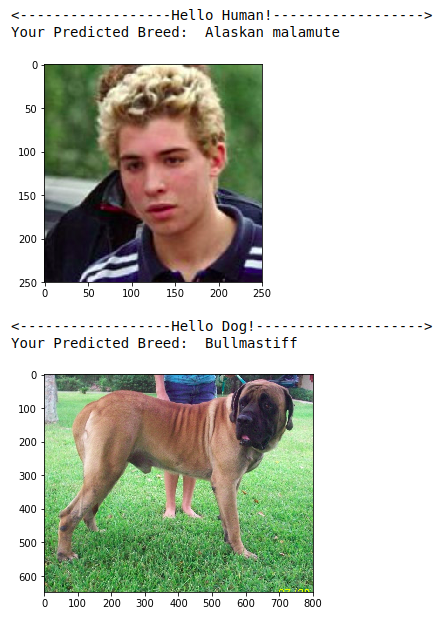 <------------------Hello Human!------------------>
Your Predicted Breed:  Alaskan malamute
0
50
100
150
200
250
0 50 100 150 200 250
<------------------Hello Dog!-------------------->
Your Predicted Breed:  Bullmastiff
0
100
200
300
400
500
600
0 100 200 300 400 500 600 700 800